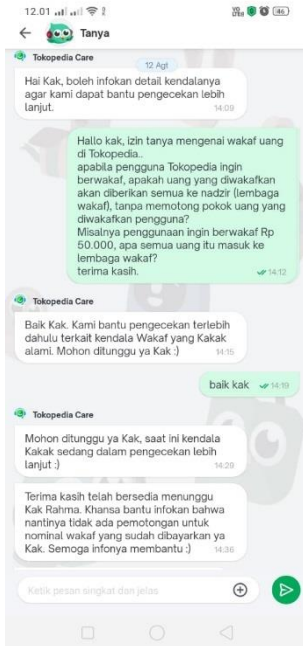 12.01
46
Tanya
Tokopedia Care
12 Agt
Hai Kak, boleh infokan detail kendalanya
agar kami dapat bantu pengecekan lebih
lanjut.
14:09
Hallo kak, izin tanya mengenai wakaf uang
di Tokopedia..
apabila pengguna Tokopedia ingin
berwakaf, apakah uang yang diwakafkan
akan diberikan semua ke nadzir (lembaga
wakaf), tanpa memotong pokok uang yang
diwakafkan pengguna?
Misalnya penggunaan ingin berwakaf Rp
50.000, apa semua uang itu masuk ke
lembaga wakaf?
terima kasih.
14:12
Tokopedia Care
Baik Kak. Kami bantu pengecekan terlebih
dahulu terkait kendala Wakaf yang Kakak
alami. Mohon ditunggu ya Kak :)
14:15
baik kak
14:19
Tokopedia Care
Mohon ditunggu ya Kak, saat ini kendala
Kakak sedang dalam pengecekan lebih
lanjut :)
14:29
Terima kasih telah bersedia menunggu
Kak Rahma. Khansa bantu infokan bahwa
nantinya tidak ada pemotongan untuk
nominal wakaf yang sudah dibayarkan ya
Kak. Semoga infonya membantu :)
14:36
Ketik pesan singkat dan jelas